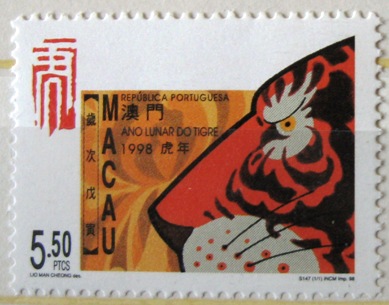 虎
REPÚBLICA PORTUGUESA
澳門
ANO LUNAR DO TIGRE
1998 虎年
MACAU
【歲次戊寅】
5.50
PTCS
LIO MAN CHEONG des.
INCM Imp. 98